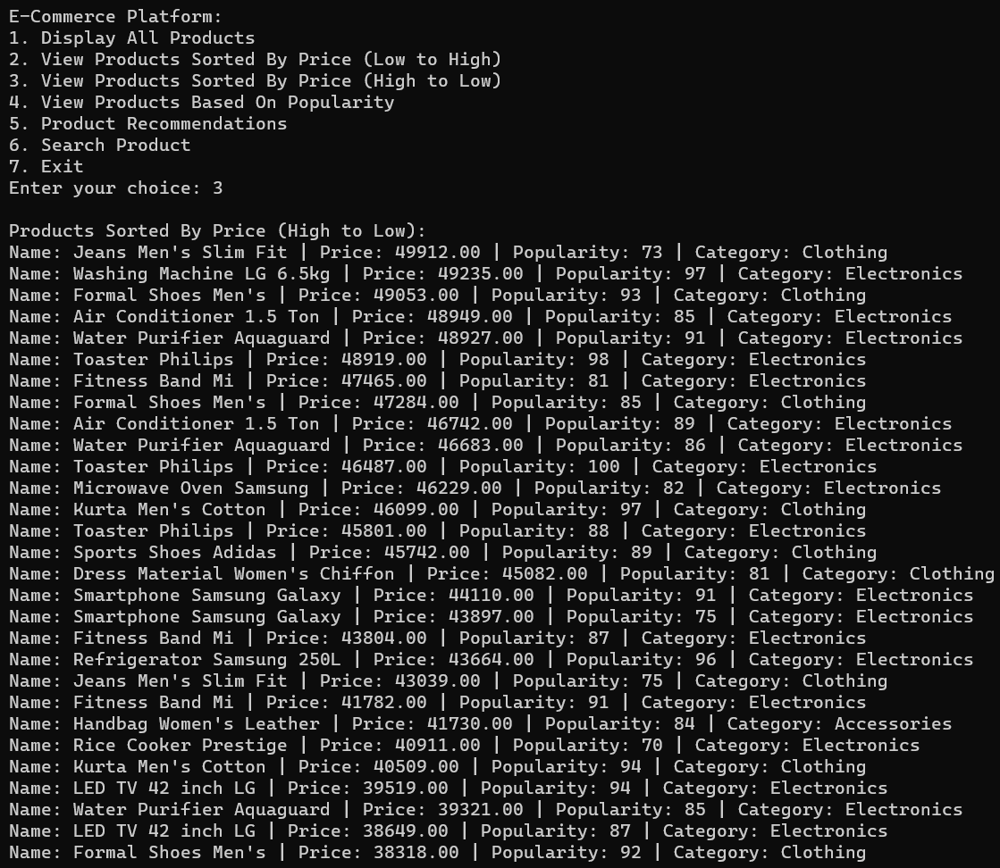 E-Commerce Platform:
1. Display All Products
2. View Products Sorted By Price (Low to High)
3. View Products Sorted By Price (High to Low)
4. View Products Based On Popularity
5. Product Recommendations
6. Search Product
7. Exit
Enter your choice: 3
Products Sorted By Price (High to Low):
Name: Jeans Men's Slim Fit | Price: 49912.00 | Popularity: 73 | Category: Clothing
Name: Washing Machine LG 6.5kg | Price: 49235.00 | Popularity: 97 | Category: Electronics
Name: Formal Shoes Men's | Price: 49053.00 | Popularity: 93 | Category: Clothing
Name: Air Conditioner 1.5 Ton | Price: 48949.00 | Popularity: 85 | Category: Electronics
Name: Water Purifier Aquaguard | Price: 48927.00 | Popularity: 91 | Category: Electronics
Name: Toaster Philips | Price: 48919.00 | Popularity: 98 | Category: Electronics
Name: Fitness Band Mi | Price: 47465.00 | Popularity: 81 | Category: Electronics
Name: Formal Shoes Men's | Price: 47284.00 | Popularity: 85 | Category: Clothing
Name: Air Conditioner 1.5 Ton | Price: 46742.00 | Popularity: 89 | Category: Electronics
Name: Water Purifier Aquaguard | Price: 46683.00 | Popularity: 86 | Category: Electronics
Name: Toaster Philips | Price: 46487.00 | Popularity: 100 | Category: Electronics
Name: Microwave Oven Samsung | Price: 46229.00 | Popularity: 82 | Category: Electronics
Name: Kurta Men's Cotton | Price: 46099.00 | Popularity: 97 | Category: Clothing
Name: Toaster Philips | Price: 45801.00 | Popularity: 88 | Category: Electronics
Name: Sports Shoes Adidas | Price: 45742.00 | Popularity: 89 | Category: Clothing
Name: Dress Material Women's Chiffon | Price: 45082.00 | Popularity: 81 | Category: Clothing
Name: Smartphone Samsung Galaxy | Price: 44110.00 | Popularity: 91 | Category: Electronics
Name: Smartphone Samsung Galaxy | Price: 43897.00 | Popularity: 75 | Category: Electronics
Name: Fitness Band Mi | Price: 43804.00 | Popularity: 87 | Category: Electronics
Name: Refrigerator Samsung 250L | Price: 43664.00 | Popularity: 96 | Category: Electronics
Name: Jeans Men's Slim Fit | Price: 43039.00 | Popularity: 75 | Category: Clothing
Name: Fitness Band Mi | Price: 41782.00 | Popularity: 91 | Category: Electronics
Name: Handbag Women's Leather | Price: 41730.00 | Popularity: 84 | Category: Accessories
Name: Rice Cooker Prestige | Price: 40911.00 | Popularity: 70 | Category: Electronics
Name: Kurta Men's Cotton | Price: 40509.00 | Popularity: 94 | Category: Clothing
Name: LED TV 42 inch LG | Price: 39519.00 | Popularity: 94 | Category: Electronics
Name: Water Purifier Aquaguard | Price: 39321.00 | Popularity: 85 | Category: Electronics
Name: LED TV 42 inch LG | Price: 38649.00 | Popularity: 87 | Category: Electronics
Name: Formal Shoes Men's | Price: 38318.00 | Popularity: 92 | Category: Clothing